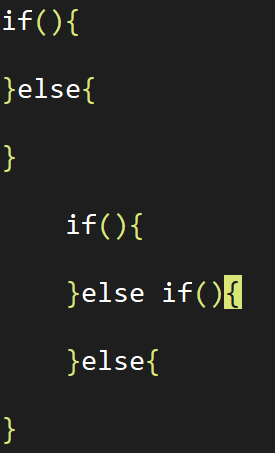 if(){
}else{
}
if(){
}else if(){
}else{
}